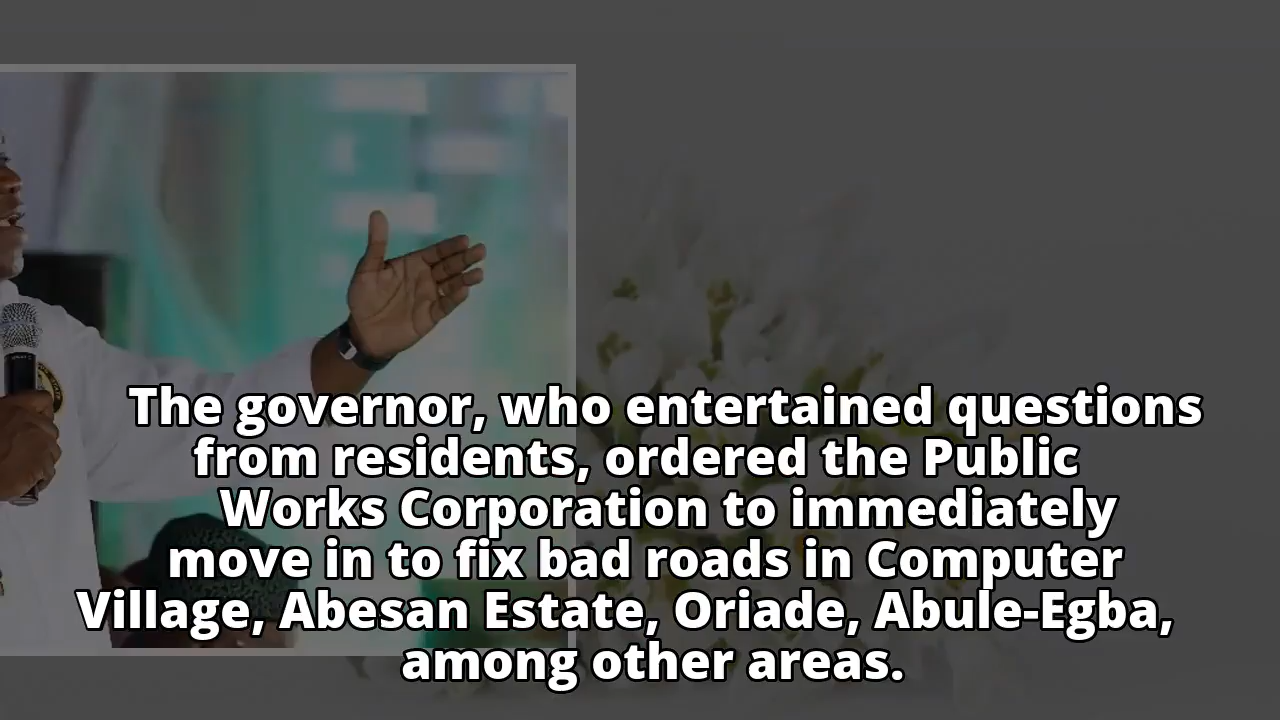 The governor, who entertained questions
from residents, ordered the Public
Works Corporation to immediately
move in to fix bad roads in Computer
Village, Abesan Estate, Oriade, Abule-Egba,
among other areas.